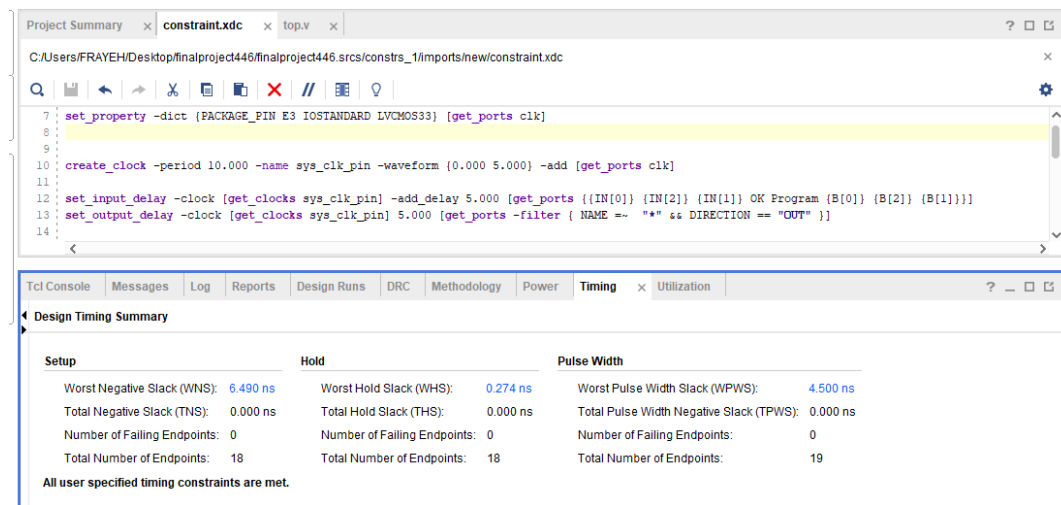 Project Summary × constraint.xdc × top.v × ?
C:/Users/FRAYEH/Desktop/finalproject446/finalproject446.srcs/constrs_1/imports/new/constraint.xdc ×
7 set_property -dict {PACKAGE_PIN E3 IOSTANDARD LVCMOS33} [get_ports clk]
8
9
10 create_clock -period 10.000 -name sys_clk_pin -waveform {0.000 5.000} -add [get_ports clk]
11
12 set_input_delay -clock [get_clocks sys_clk_pin] -add_delay 5.000 [get_ports {{IN[0]} {IN[2]} {IN[1]} OK Program {B[0]} {B[2]} {B[1]}}]
13 set_output_delay -clock [get_clocks sys_clk_pin] 5.000 [get_ports -filter { NAME =~ "*" && DIRECTION == "OUT" }]
14
Tcl Console Messages Log Reports Design Runs DRC Methodology Power Timing × Utilization ?
Design Timing Summary
Setup Hold Pulse Width
Worst Negative Slack (WNS): 6.490 ns Worst Hold Slack (WHS): 0.274 ns Worst Pulse Width Slack (WPWS): 4.500 ns
Total Negative Slack (TNS): 0.000 ns Total Hold Slack (THS): 0.000 ns Total Pulse Width Negative Slack (TPWS): 0.000 ns
Number of Failing Endpoints: 0 Number of Failing Endpoints: 0 Number of Failing Endpoints: 0
Total Number of Endpoints: 18 Total Number of Endpoints: 18 Total Number of Endpoints: 19
All user specified timing constraints are met.